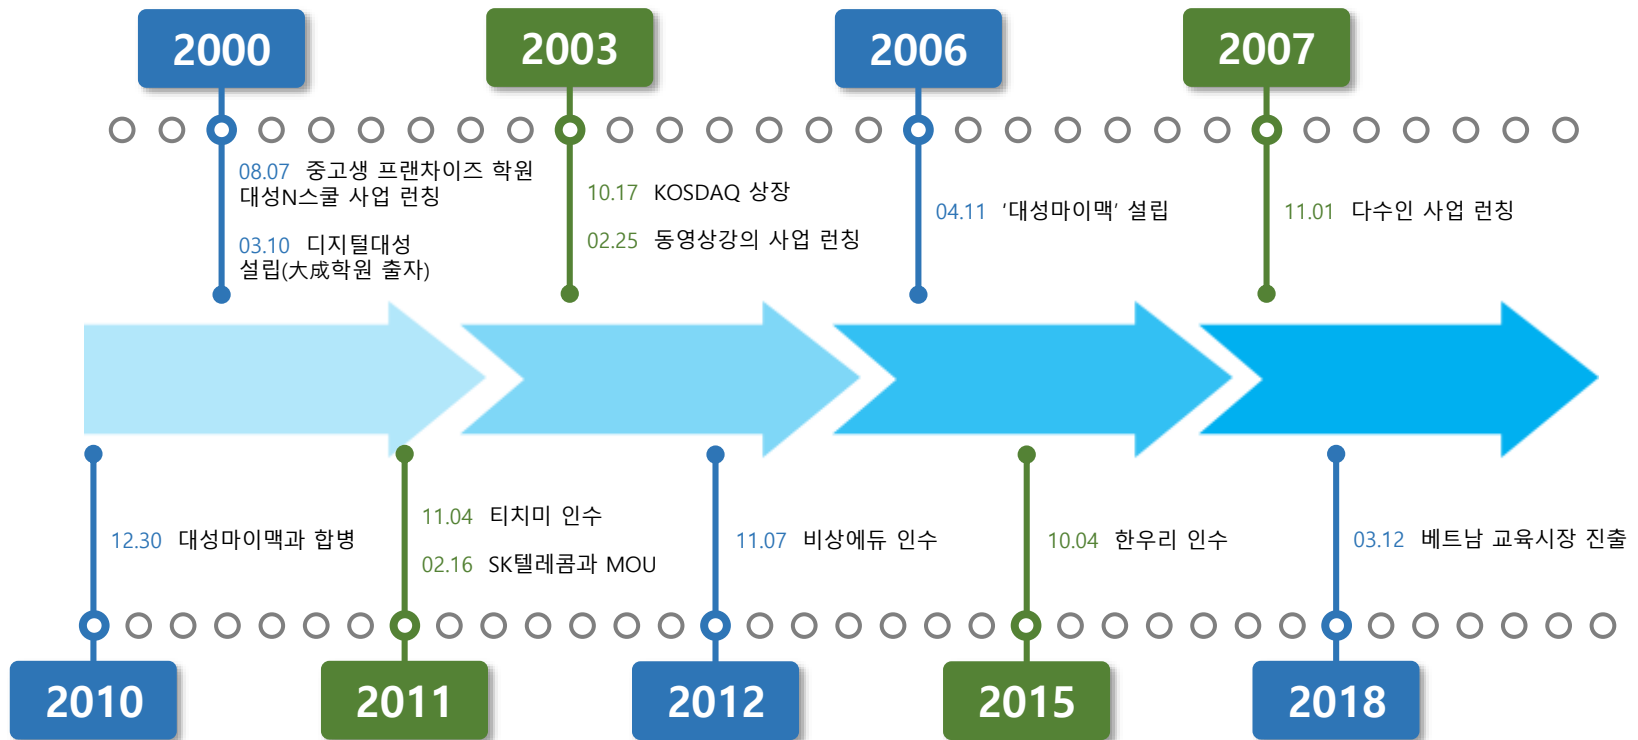 2000
08.07 중고생 프랜차이즈 학원
대성N스쿨 사업 런칭
03.10 디지털대성
설립(大成학원 출자)
2003
10.17 KOSDAQ 상장
02.25 동영상강의 사업 런칭
2006
04.11 ‘대성마이맥’ 설립
2007
11.01 다수인 사업 런칭
12.30 대성마이맥과 합병
2010
11.04 티치미 인수
02.16 SK텔레콤과 MOU
2011
11.07 비상에듀 인수
2012
10.04 한우리 인수
2015
03.12 베트남 교육시장 진출
2018